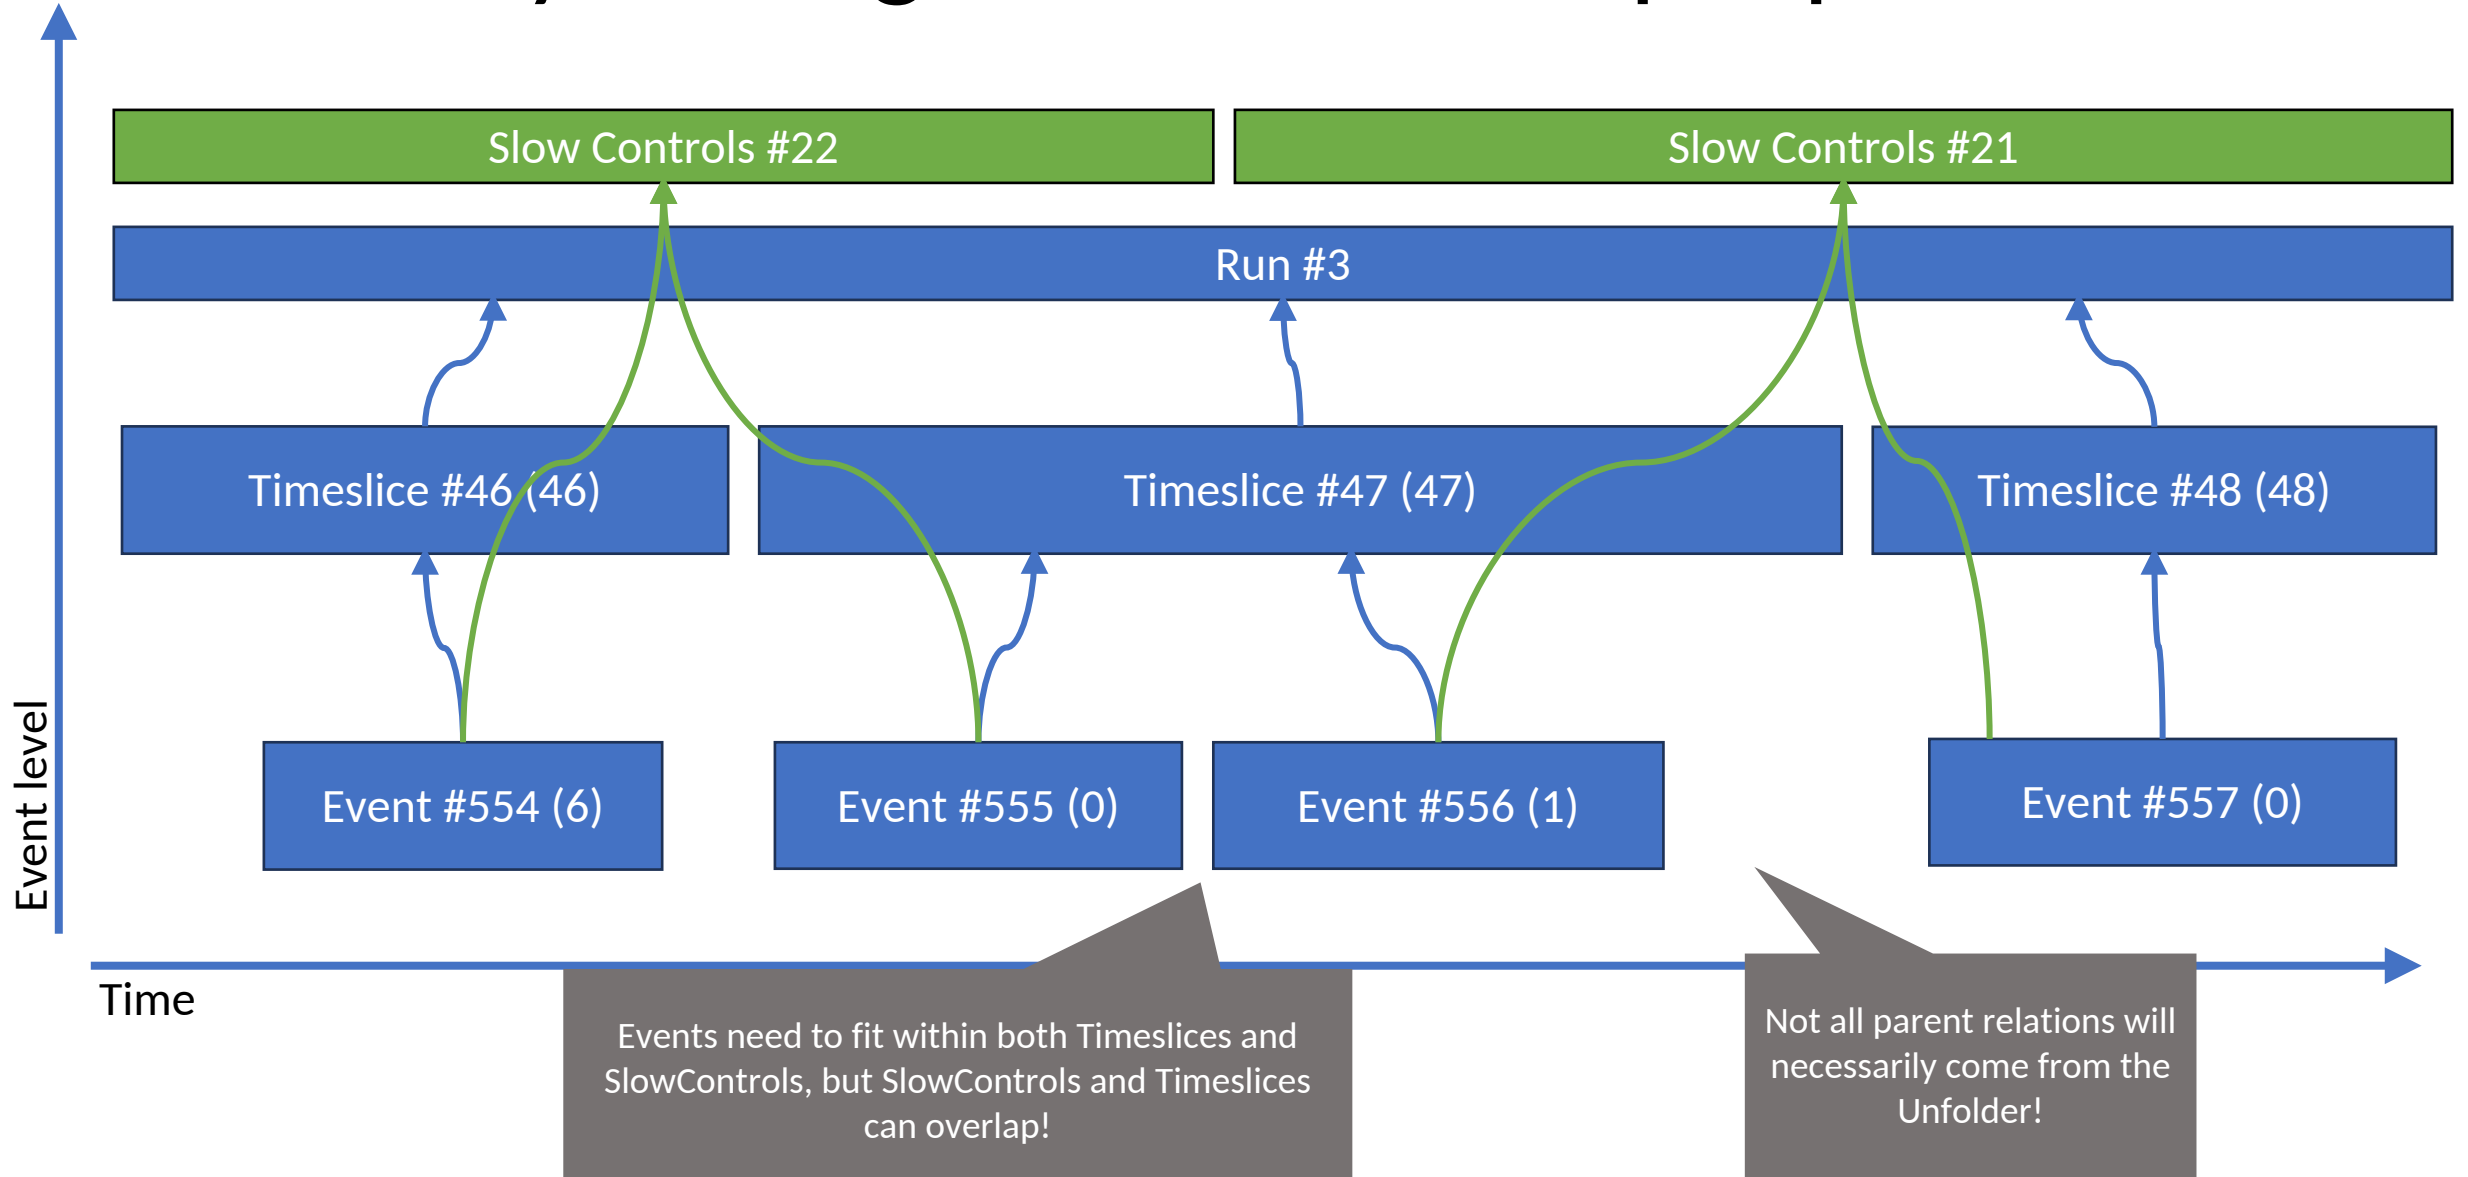 Slow Controls #22
Slow Controls #21
Run #3
Timeslice #46 (46)
Timeslice #47 (47)
Timeslice #48 (48)
Event #554 (6)
Event #555 (0)
Event #556 (1)
Event #557 (0)
Event level
Time
Events need to fit within both Timeslices and
SlowControls, but SlowControls and Timeslices
can overlap!
Not all parent relations will
necessarily come from the
Unfolder!